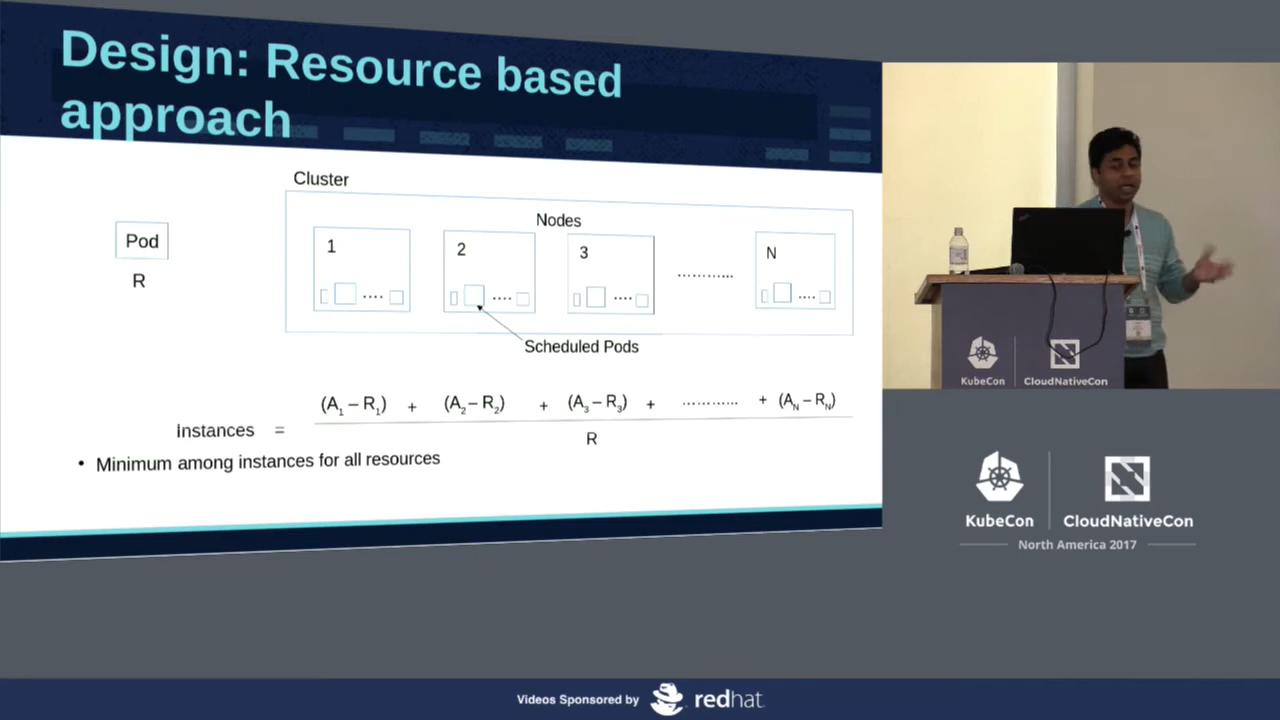 Design: Resource based
approach
Cluster
Nodes
Pod
R
1
2
3
...........
N
....
....
....
....
Scheduled Pods
Instances = (A1 – R1) + (A2 – R2) + (A3 – R3) + ........... + (AN – RN)
R
• Minimum among instances for all resources
KubeCon
CloudNativeCon
KubeCon
CloudNativeCon
North America 2017
Videos Sponsored by
redhat